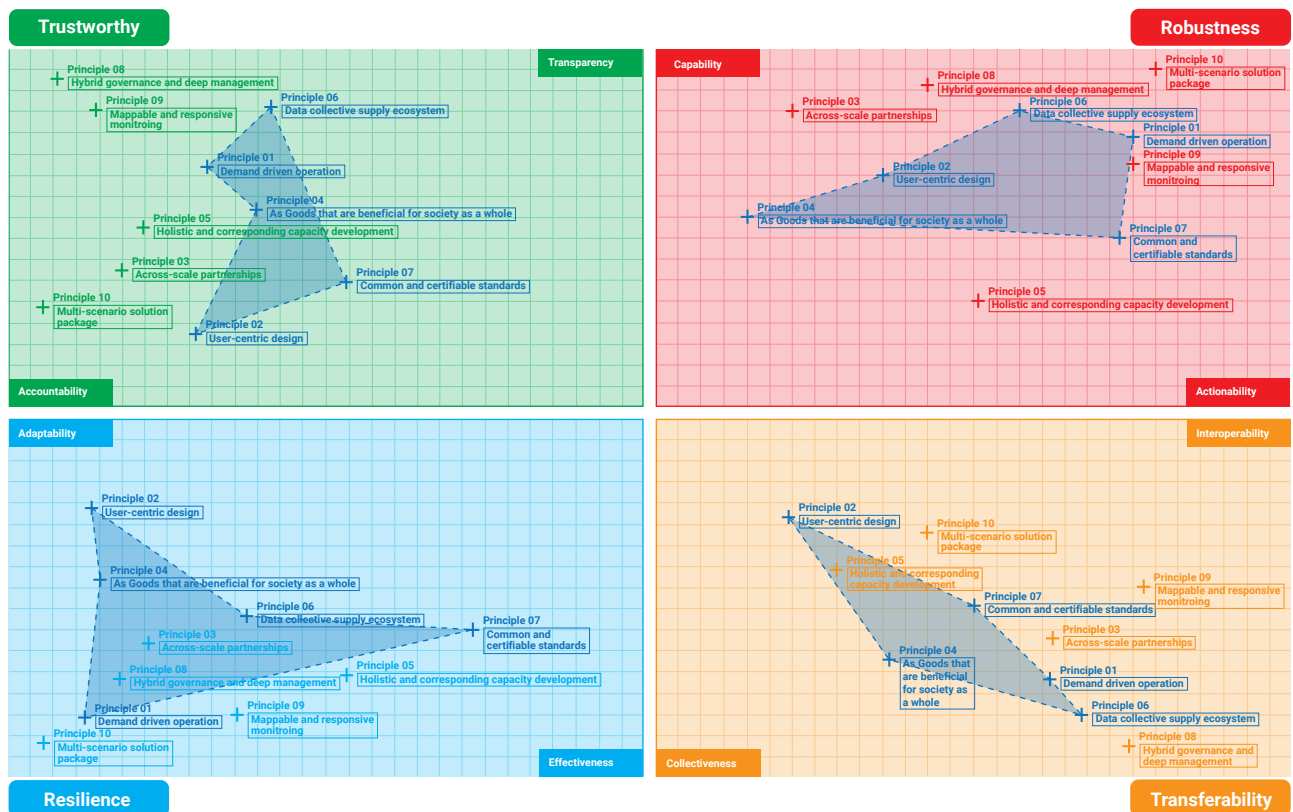 Trustworthy
Robustness
Transparency
Principle 08
Hybrid governance and deep management
Principle 09
Mappable and responsive
monitroing
Principle 06
Data collective supply ecosystem
Principle 01
Demand driven operation
Principle 04
As Goods that are beneficial for society as a whole
Principle 05
Holistic and corresponding capacity development
Principle 03
Across-scale partnerships
Principle 07
Common and certifiable standards
Principle 10
Multi-scenario solution
package
Principle 02
User-centric design
Accountability
Capability
Principle 10
Multi-scenario solution
package
Principle 08
Hybrid governance and deep management
Principle 03
Across-scale partnerships
Principle 06
Data collective supply ecosystem
Principle 01
Demand driven operation
Principle 09
Mappable and responsive
monitroing
Principle 02
User-centric design
Principle 04
As Goods that are beneficial for society as a whole
Principle 07
Common and
certifiable standards
Principle 05
Holistic and corresponding capacity development
Actionability
Adaptability
Principle 02
User-centric design
Principle 04
As Goods that are beneficial for society as a whole
Principle 06
Data collective supply ecosystem
Principle 07
Common and
certifiable standards
Principle 03
Across-scale partnerships
Principle 08
Hybrid governance and deep management
Principle 05
Holistic and corresponding capacity development
Principle 01
Demand driven operation
Principle 09
Mappable and responsive
monitroing
Principle 10
Multi-scenario solution
package
Effectiveness
Interoperability
Principle 02
User-centric design
Principle 10
Multi-scenario solution
package
Principle 05
Holistic and corresponding
capacity development
Principle 09
Mappable and responsive
monitroing
Principle 07
Common and certifiable standards
Principle 03
Across-scale partnerships
Principle 04
As Goods that
are beneficial
for society as
a whole
Principle 01
Demand driven operation
Principle 06
Data collective supply ecosystem
Principle 08
Hybrid governance and
deep management
Collectiveness
Resilience
Transferability